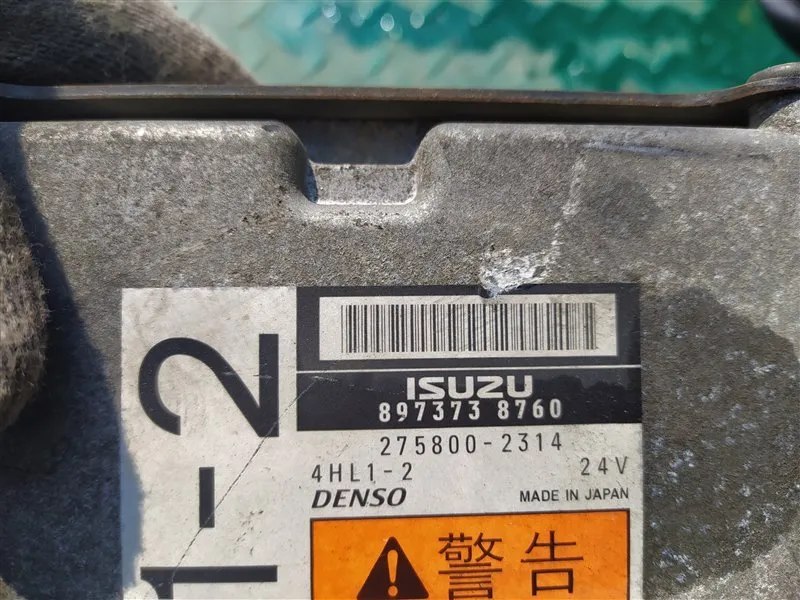 ISUZU
897373 8760
275800-2314
4HL1-2 24V
DENSO MADE IN JAPAN
警告
1-2